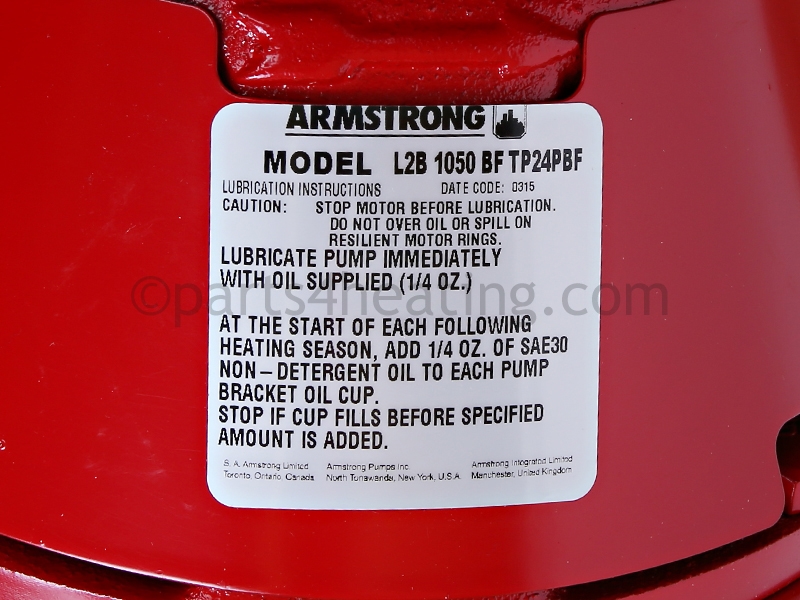 ARMSTRONG
MODEL L2B 1050 BF TP24PBF
LUBRICATION INSTRUCTIONS DATE CODE: 0315
CAUTION: STOP MOTOR BEFORE LUBRICATION.
DO NOT OVER OIL OR SPILL ON
RESILIENT MOTOR RINGS.
LUBRICATE PUMP IMMEDIATELY
WITH OIL SUPPLIED (1/4 OZ.)
©parts4heating.com
AT THE START OF EACH FOLLOWING
HEATING SEASON, ADD 1/4 OZ. OF SAE30
NON – DETERGENT OIL TO EACH PUMP
BRACKET OIL CUP.
STOP IF CUP FILLS BEFORE SPECIFIED
AMOUNT IS ADDED.
S. A. Armstrong Limited Armstrong Pumps Inc. Armstrong Integrated Limited
Toronto, Ontario, Canada North Tonawanda, New York, U.S.A. Manchester, United Kingdom